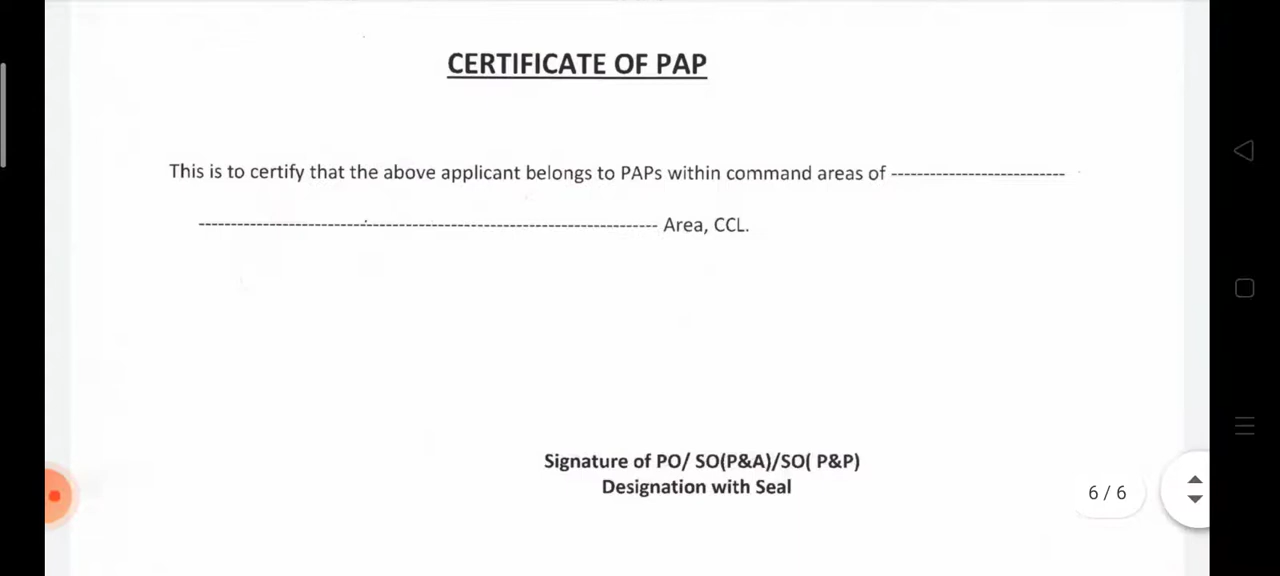 CERTIFICATE OF PAP
This is to certify that the above applicant belongs to PAPs within command areas of ---------------------------
------------------------------------------------------------------------ Area, CCL.
Signature of PO/ SO(P&A)/SO( P&P)
Designation with Seal
6 / 6